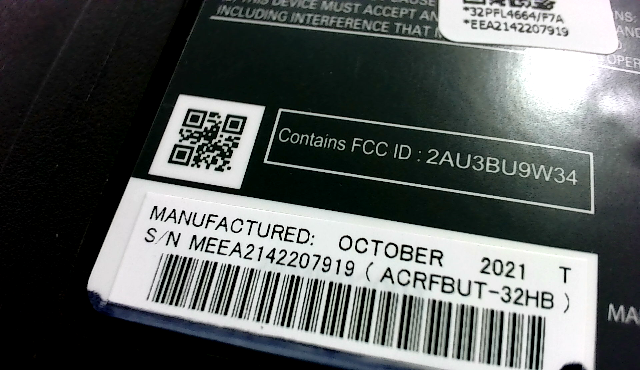 THIS DEVICE MUST ACCEPT AN
INCLUDING INTERFERENCE THAT
*32PFL4664/F7A
*EEA2142207919
Contains FCC ID : 2AU3BU9W34
MANUFACTURED: OCTOBER 2021 T
S/N MEEA2142207919 ( ACRFBUT-32HB )
MA